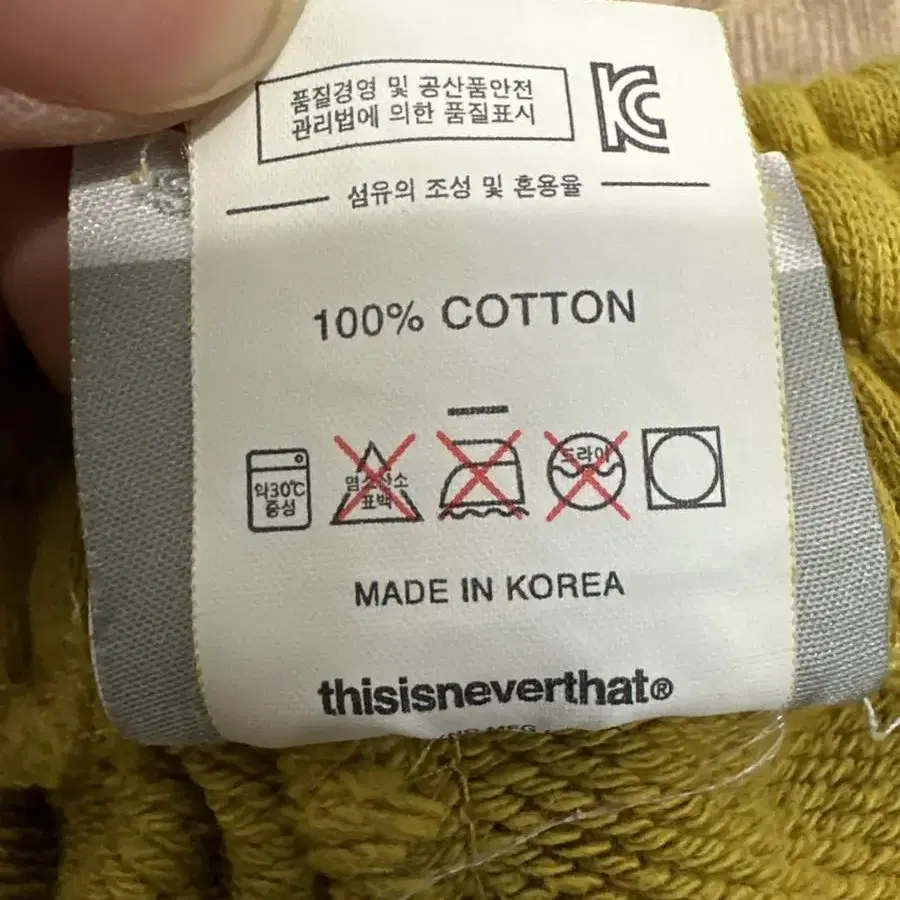 품질경영 및 공산품안전
관리법에 의한 품질표시
섬유의 조성 및 혼용율
100% COTTON
약30℃
중성
염소산소
표백
드라이
MADE IN KOREA
thisisneverthat®